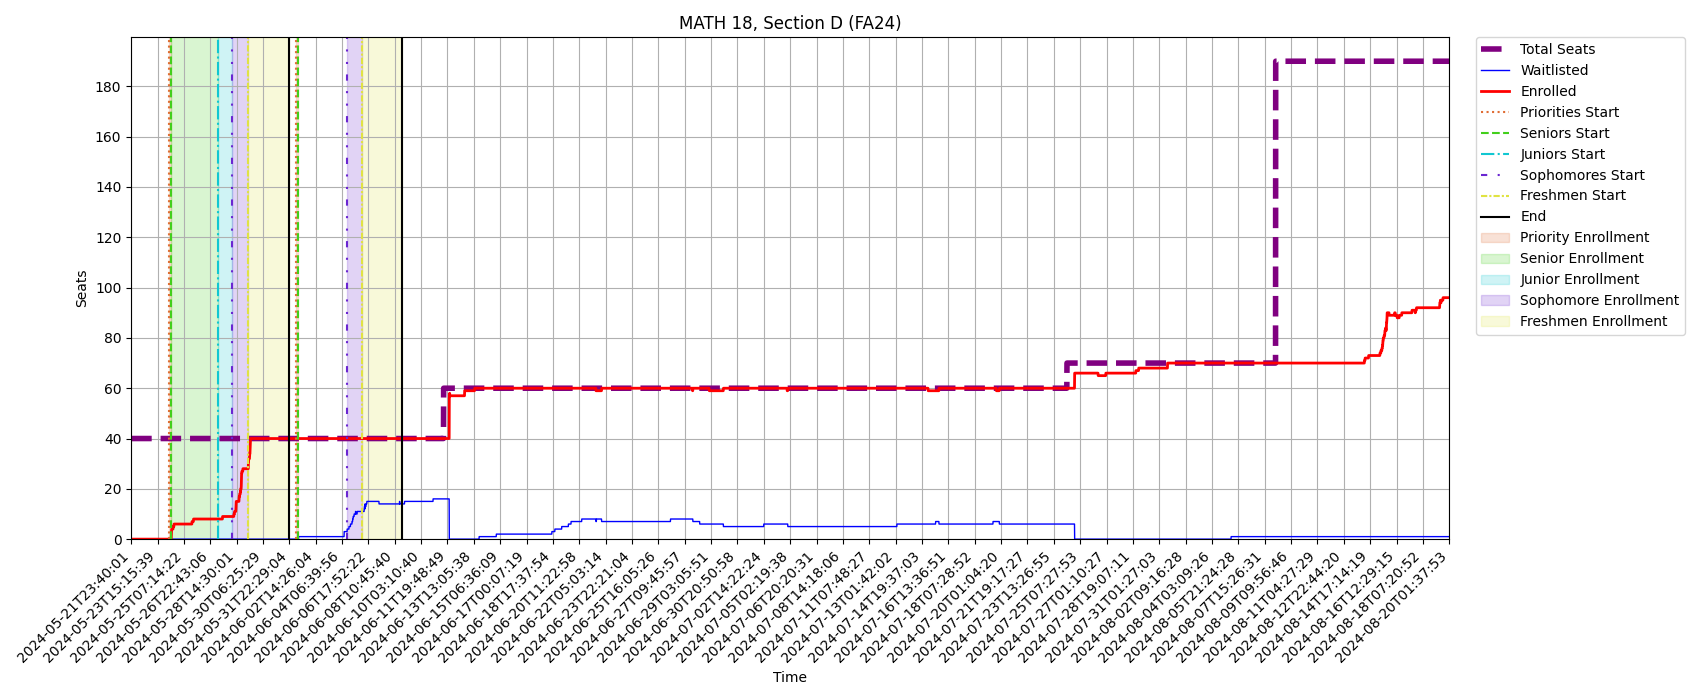 MATH 18, Section D (FA24)
Seats
180
160
140
120
100
80
60
40
20
0
2024-05-21T23:40:01
2024-05-23T15:15:39
2024-05-25T07:14:22
2024-05-26T22:43:06
2024-05-28T14:30:01
2024-05-30T06:25:29
2024-05-31T22:29:04
2024-06-02T14:26:04
2024-06-04T06:39:56
2024-06-06T17:52:22
2024-06-08T10:45:40
2024-06-10T03:10:40
2024-06-11T19:48:49
2024-06-13T13:05:38
2024-06-15T16:36:09
2024-06-17T00:07:19
2024-06-18T17:37:54
2024-06-20T11:22:58
2024-06-22T05:03:14
2024-06-23T22:21:04
2024-06-25T16:05:26
2024-06-27T09:45:57
2024-06-29T03:05:51
2024-06-30T20:50:58
2024-07-02T14:22:24
2024-07-05T02:19:38
2024-07-06T20:20:31
2024-07-08T14:18:06
2024-07-11T07:48:27
2024-07-13T01:42:02
2024-07-14T19:37:03
2024-07-16T13:36:51
2024-07-18T07:28:52
2024-07-20T01:04:20
2024-07-21T19:17:27
2024-07-23T13:26:55
2024-07-25T07:27:53
2024-07-27T01:10:27
2024-07-28T19:07:11
2024-07-31T01:27:03
2024-08-02T09:16:28
2024-08-04T03:09:26
2024-08-05T21:24:28
2024-08-07T15:26:31
2024-08-09T09:56:46
2024-08-11T04:27:29
2024-08-12T22:44:20
2024-08-14T17:14:19
2024-08-16T12:29:15
2024-08-18T07:20:52
2024-08-20T01:37:53
Time
Total Seats
Waitlisted
Enrolled
Priorities Start
Seniors Start
Juniors Start
Sophomores Start
Freshmen Start
End
Priority Enrollment
Senior Enrollment
Junior Enrollment
Sophomore Enrollment
Freshmen Enrollment